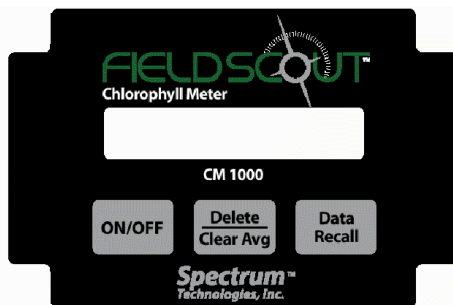 FIELDSCOUT™
Chlorophyll Meter
CM 1000
ON/OFF
Delete
Clear Avg
Data
Recall
Spectrum™
Technologies, Inc.